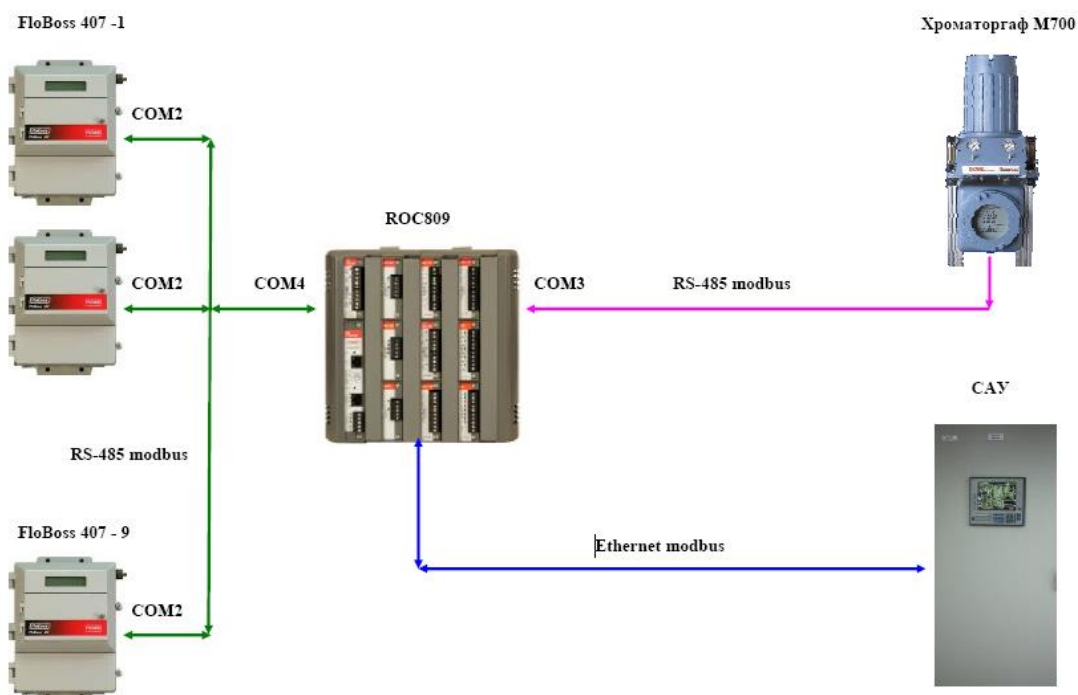 FloBoss 407 -1
Хроматоргаф М700
COM2
ROC809
COM2
COM4
COM3
RS-485 modbus
САУ
RS-485 modbus
FloBoss 407 - 9
Ethernet modbus
COM2